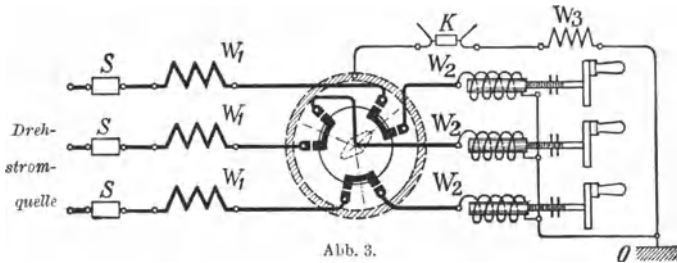 K W3
S W1 W2
Dreh-
S W1 W2
strom-
quelle
S W1 W2
Abb. 3.
0